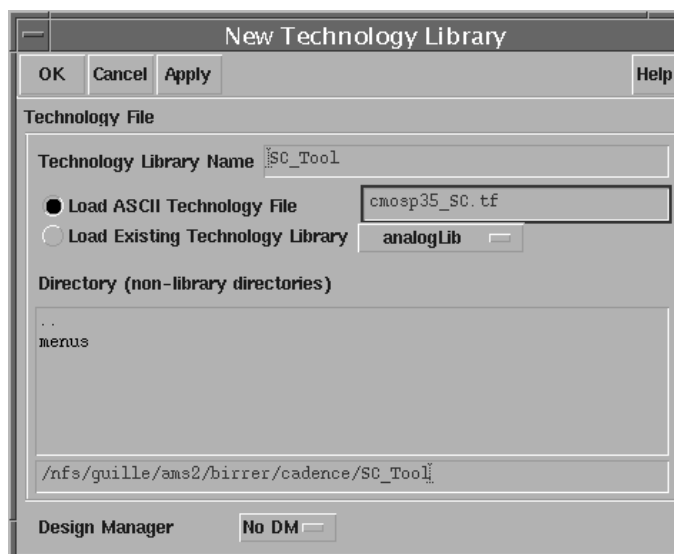 New Technology Library
OK Cancel Apply Help
Technology File
Technology Library Name SC_Tool
Load ASCII Technology File cmosp35_SC.tf
Load Existing Technology Library analogLib
Directory (non-library directories)
..
menus
/nfs/guille/ams2/birrer/cadence/SC_Tool
Design Manager No DM